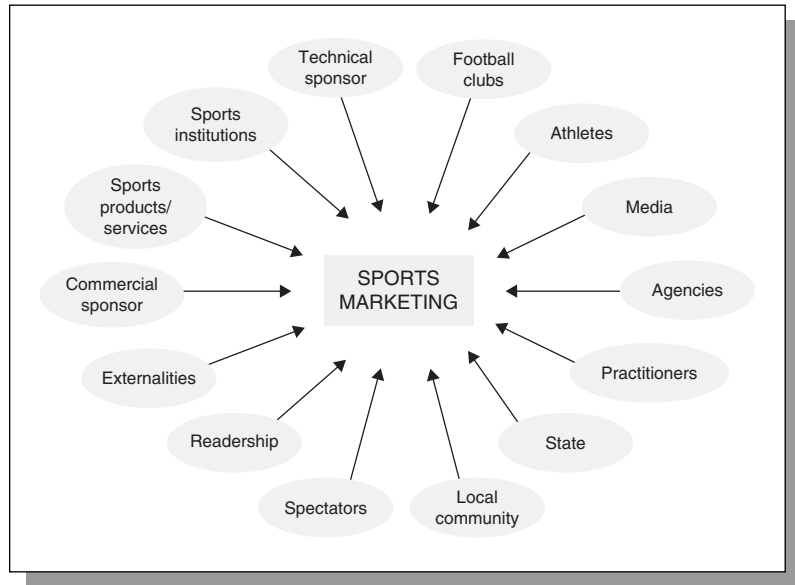 Technical
sponsor
Football
clubs
Sports
institutions
Athletes
Sports
products/
services
Media
Commercial
sponsor
SPORTS
MARKETING
Agencies
Externalities
Practitioners
Readership
State
Spectators
Local
community